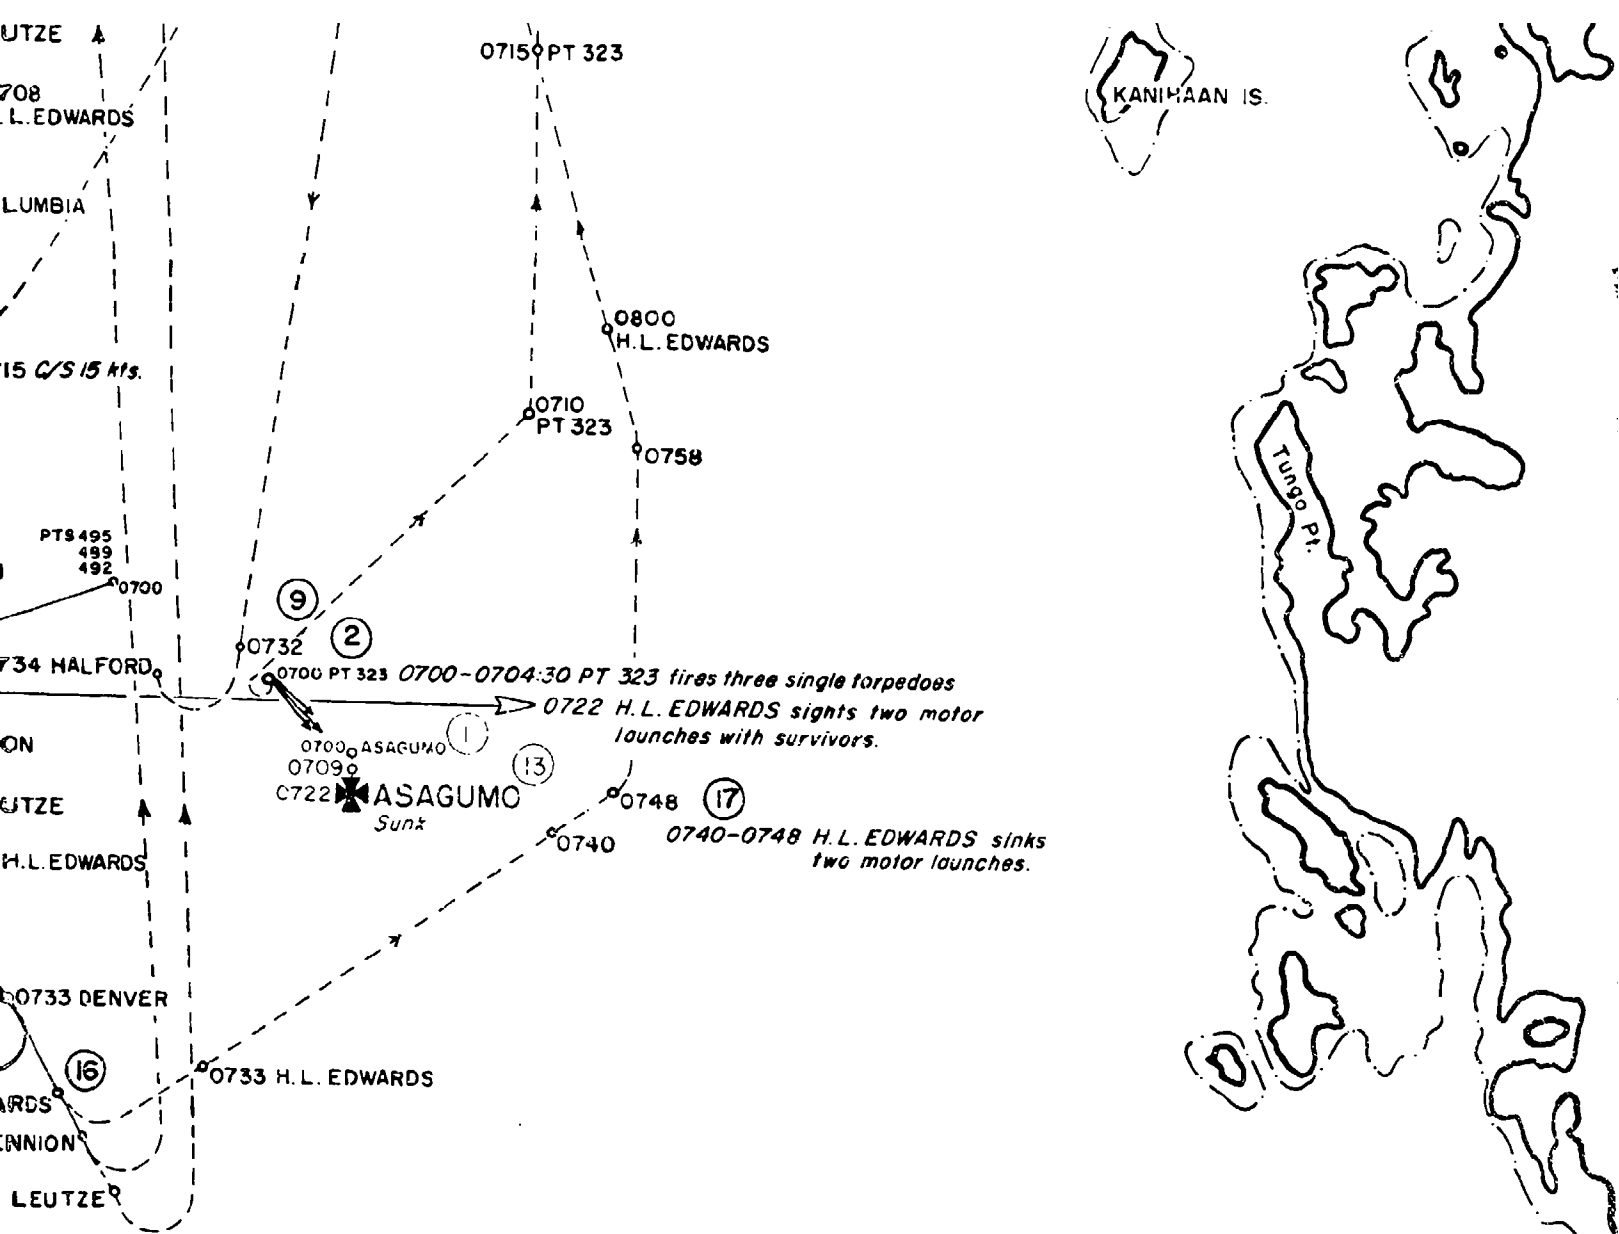 UTZE
0715 PT 323
708
L. EDWARDS
KANIHAAN IS.
LUMBIA
0800
H. L. EDWARDS
15 C/S 15 kts.
0710
PT 323
0758
Tungo Pt.
PTS 495
489
492
0700
9
2
0732
734 HALFORD
0700 PT 323
0700-0704:30 PT 323 fires three single torpedoes
0722 H.L. EDWARDS sights two motor
launches with survivors.
ON
0700 ASAGUMO
1
0709
13
0722 ASAGUMO
Sunk
UTZE
0748
17
0740
0740-0748 H.L. EDWARDS sinks
two motor launches.
H. L. EDWARDS
0733 DENVER
16
0733 H. L. EDWARDS
ARDS
ENNION
LEUTZE